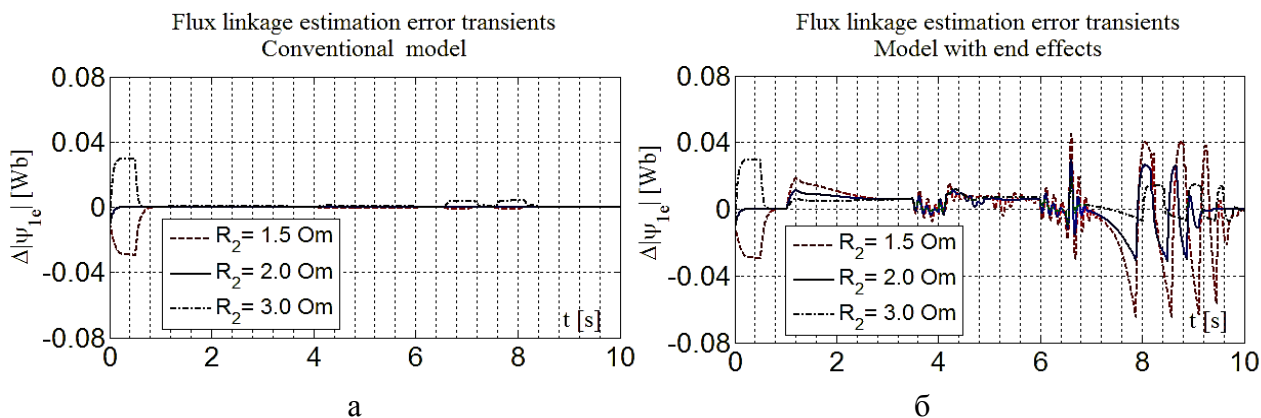 Flux linkage estimation error transients
Conventional model
Δ|ψ1e| [Wb]
0.08
0.04
0
-0.04
-0.08
R2= 1.5 Om
R2= 2.0 Om
R2= 3.0 Om
t [s]
0 2 4 6 8 10
а
Flux linkage estimation error transients
Model with end effects
Δ|ψ1e| [Wb]
0.08
0.04
0
-0.04
-0.08
R2= 1.5 Om
R2= 2.0 Om
R2= 3.0 Om
t [s]
0 2 4 6 8 10
б